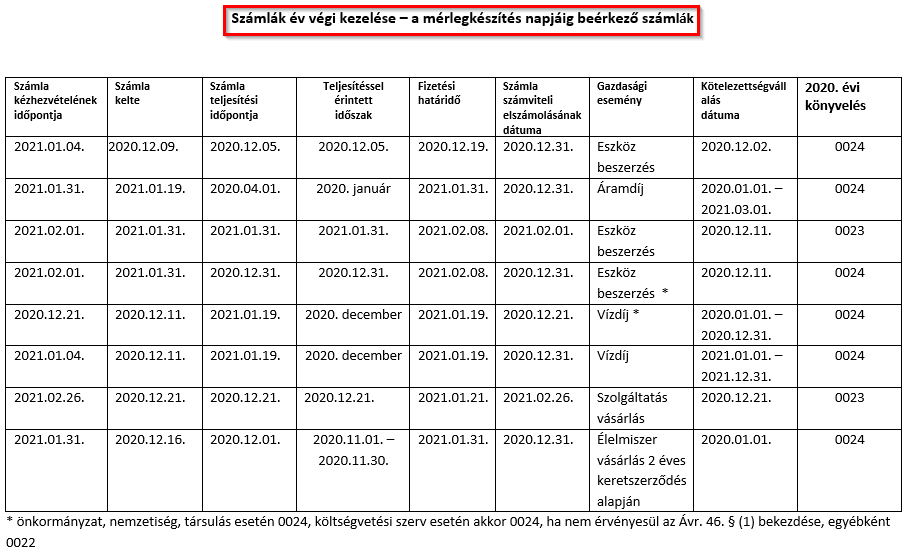 Számlák év végi kezelése – a mérlegkészítés napjáig beérkező számlák
Számla kézhezvételének időpontja | Számla kelte | Számla teljesítési időpontja | Teljesítéssel érintett időszak | Fizetési határidő | Számla számviteli elszámolásának dátuma | Gazdasági esemény | Kötelezettségvállalás dátuma | 2020. évi könyvelés
2021.01.04. | 2020.12.09. | 2020.12.05. | 2020.12.05. | 2020.12.19. | 2020.12.31. | Eszköz beszerzés | 2020.12.02. | 0024
2021.01.31. | 2021.01.19. | 2020.04.01. | 2020. január | 2021.01.31. | 2020.12.31. | Áramdíj | 2020.01.01. – 2021.03.01. | 0024
2021.02.01. | 2021.01.31. | 2021.01.31. | 2021.01.31. | 2021.02.08. | 2021.02.01. | Eszköz beszerzés | 2020.12.11. | 0023
2021.02.01. | 2021.01.31. | 2020.12.31. | 2020.12.31. | 2021.02.08. | 2020.12.31. | Eszköz beszerzés * | 2020.12.11. | 0024
2020.12.21. | 2020.12.11. | 2021.01.19. | 2020. december | 2021.01.19. | 2020.12.21. | Vízdíj * | 2020.01.01. – 2020.12.31. | 0024
2021.01.04. | 2020.12.11. | 2021.01.19. | 2020. december | 2021.01.19. | 2020.12.31. | Vízdíj | 2021.01.01. – 2021.12.31. | 0024
2021.02.26. | 2020.12.21. | 2020.12.21. | 2020.12.21. | 2021.01.21. | 2021.02.26. | Szolgáltatás vásárlás | 2020.12.21. | 0023
2021.01.31. | 2020.12.16. | 2020.12.01. | 2020.11.01. – 2020.11.30. | 2021.01.31. | 2020.12.31. | Élelmiszer vásárlás 2 éves keretszerződés alapján | 2020.01.01. | 0024
* önkormányzat, nemzetiség, társulás esetén 0024, költségvetési szerv esetén akkor 0024, ha nem érvényesül az Ávr. 46. § (1) bekezdése, egyébként
0022